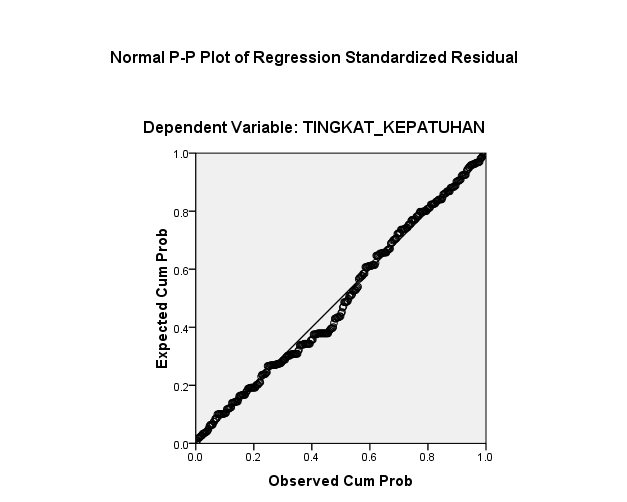 Normal P-P Plot of Regression Standardized Residual
Dependent Variable: TINGKAT_KEPATUHAN
1.0
0.8
0.6
0.4
0.2
0.0
Expected Cum Prob
0.0 0.2 0.4 0.6 0.8 1.0
Observed Cum Prob